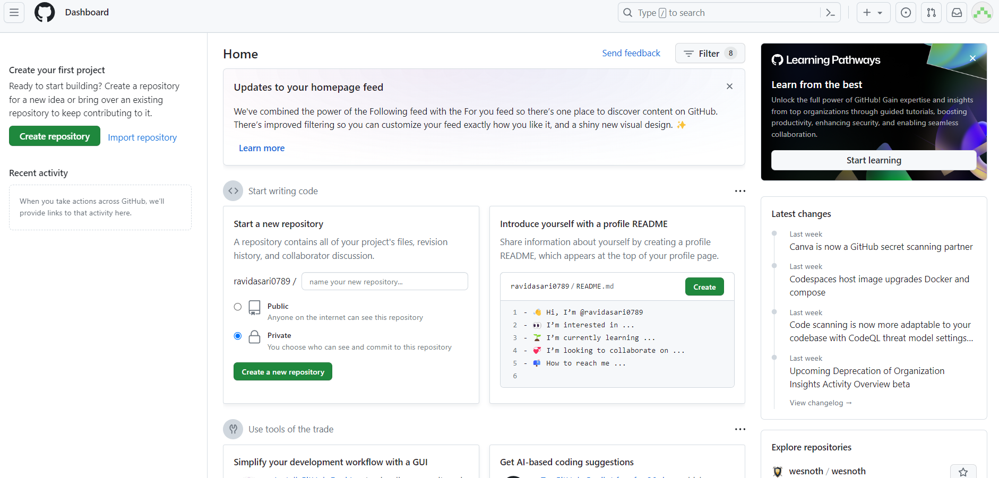 Dashboard
Type / to search
Create your first project
Ready to start building? Create a repository
for a new idea or bring over an existing
repository to keep contributing to it.
Create repository
Import repository
Recent activity
When you take actions across GitHub, we’ll
provide links to that activity here.
Home
Send feedback
Filter 8
Updates to your homepage feed
We've combined the power of the Following feed with the For you feed so there’s one place to discover content on GitHub.
There’s improved filtering so you can customize your feed exactly how you like it, and a shiny new visual design. ✨
Learn more
Start writing code
Start a new repository
A repository contains all of your project's files, revision
history, and collaborator discussion.
ravidasari0789 /
name your new repository...
Public
Anyone on the internet can see this repository
Private
You choose who can see and commit to this repository
Create a new repository
Introduce yourself with a profile README
Share information about yourself by creating a profile
README, which appears at the top of your profile page.
ravidasari0789 / README.md
Create
1 - 👋 Hi, I’m @ravidasari0789
2 - 👀 I’m interested in ...
3 - 🌱 I’m currently learning ...
4 - 💞️ I’m looking to collaborate on ...
5 - 📫 How to reach me ...
6
Use tools of the trade
Simplify your development workflow with a GUI
Get AI-based coding suggestions
Learning Pathways
Learn from the best
Unlock the full power of GitHub! Gain expertise and insights
from top organizations through guided tutorials, boosting
productivity, enhancing security, and enabling seamless
collaboration.
Start learning
Latest changes
Last week
Canva is now a GitHub secret scanning partner
Last week
Codespaces host image upgrades Docker and
compose
Last week
Code scanning is now more adaptable to your
codebase with CodeQL threat model settings...
Last week
Upcoming Deprecation of Organization
Insights Activity Overview beta
View changelog →
Explore repositories
wesnoth / wesnoth